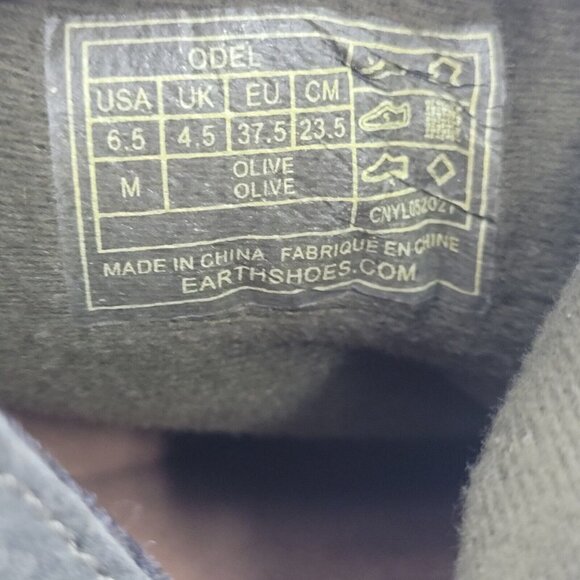 ODEL
USA UK EU CM
6.5 4.5 37.5 23.5
M OLIVE
OLIVE
CNYL052021
MADE IN CHINA FABRIQUÉ EN CHINE
EARTHSHOES.COM